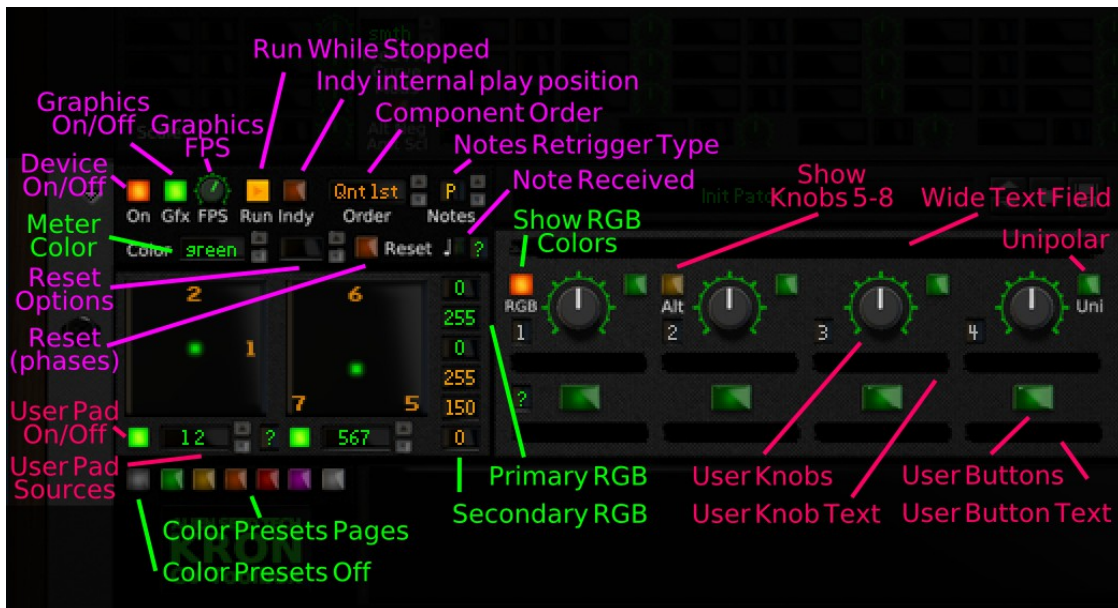 smth
Run While Stopped
Indy internal play position
Graphics
On/Off
Graphics
FPS
Component Order
Notes Retrigger Type
Device
On/Off
Note Received
Show
Knobs 5-8
Wide Text Field
Init Patch
Qnt1st
P
On Gfx FPS Run Indy Order Notes
Meter
Color
Color green
Reset
?
Show RGB
Colors
Unipolar
Reset
Options
Reset
(phases)
2
1
6
7
5
0
255
0
255
150
0
RGB
Alt
Uni
1
2
3
4
?
User Pad
On/Off
12
?
567
User Pad
Sources
Primary RGB
Secondary RGB
User Knobs
User Knob Text
User Buttons
User Button Text
Color Presets Pages
KRON
Color Presets Off